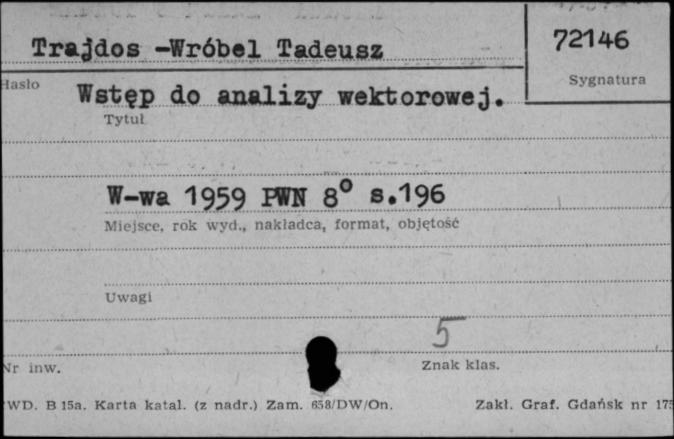 Trajdos -Wróbel Tadeusz
72146
Hasło
Sygnatura
Wstęp do analizy wektorowej.
Tytuł
W-wa 1959 PWN 8° s.196
Miejsce, rok wyd., nakładca, format, objętość
Uwagi
5
Nr inw.
Znak klas.
WD. B 15a. Karta katal. (z nadr.) Zam. 658/DW/On.
Zakł. Graf. Gdańsk nr 175